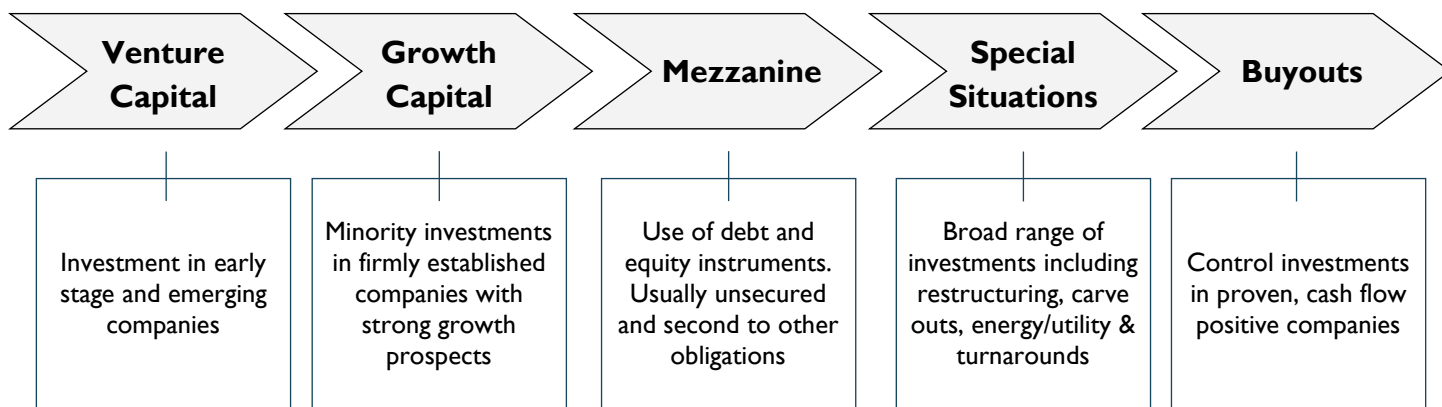 Venture
Capital
Growth
Capital
Mezzanine
Special
Situations
Buyouts
Investment in early
stage and emerging
companies
Minority investments
in firmly established
companies with
strong growth
prospects
Use of debt and
equity instruments.
Usually unsecured
and second to other
obligations
Broad range of
investments including
restructuring, carve
outs, energy/utility &
turnarounds
Control investments
in proven, cash flow
positive companies